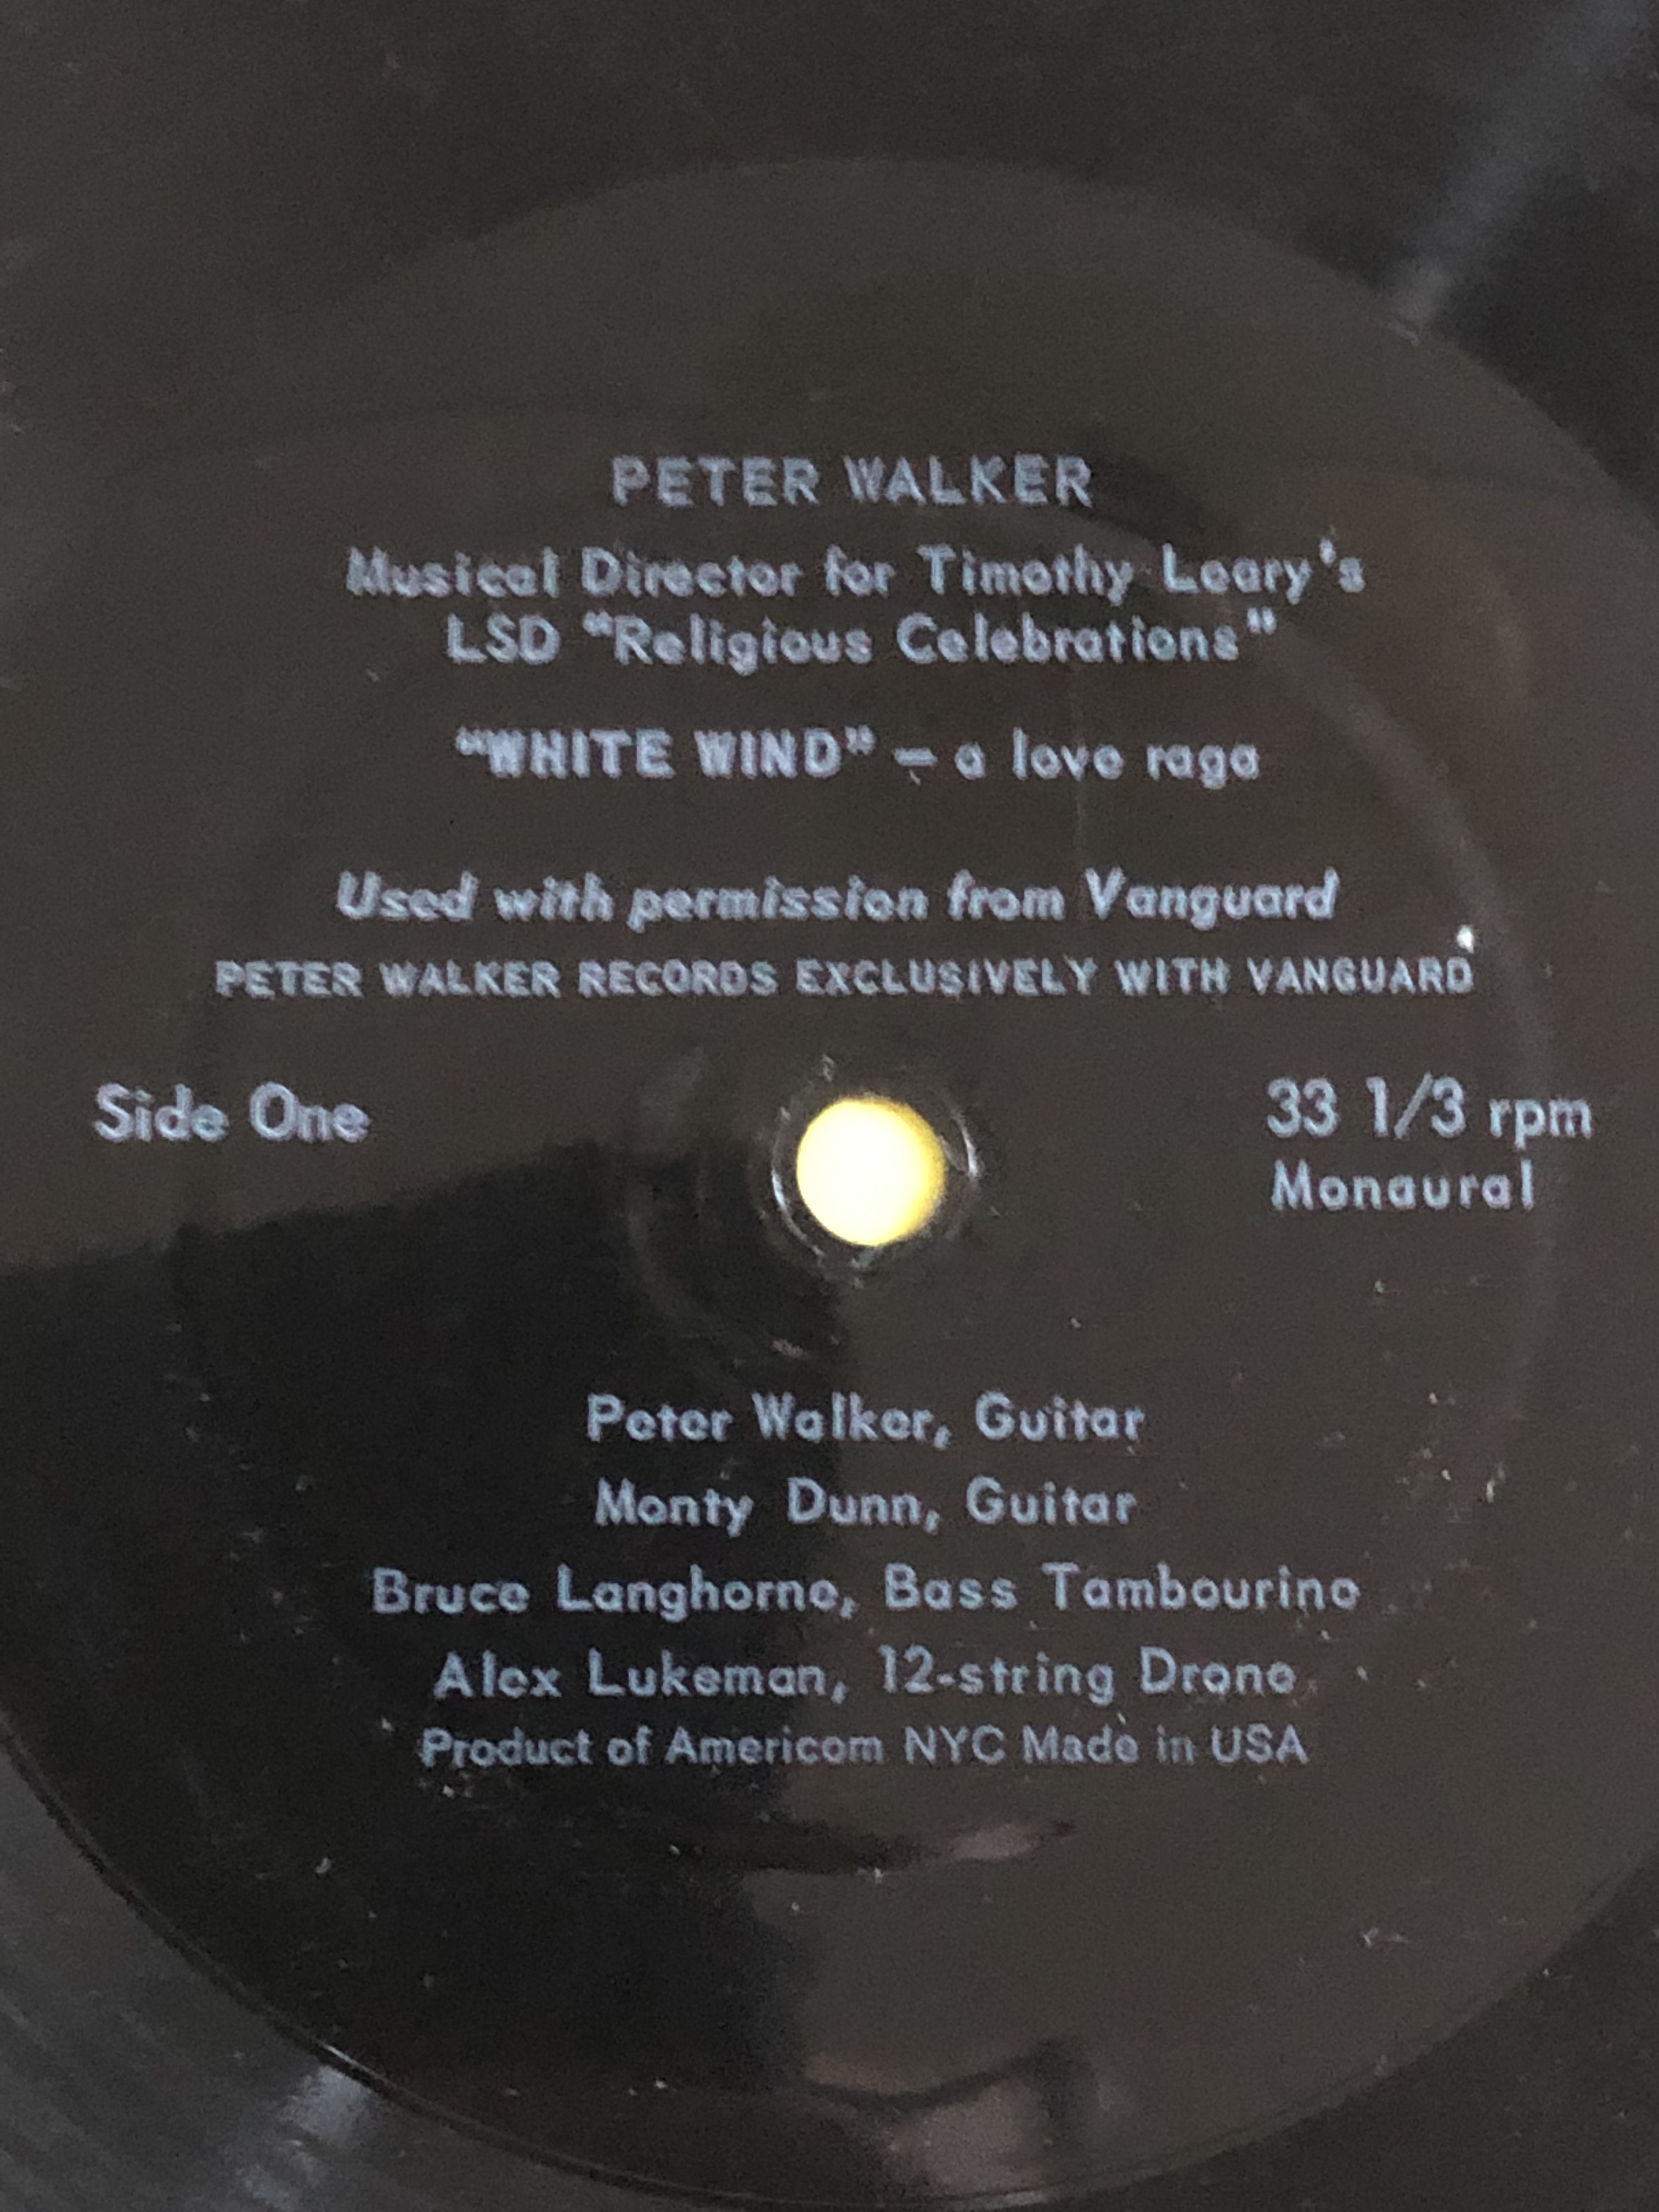 PETER WALKER
Musical Director for Timothy Leary's
LSD "Religious Celebrations"
"WHITE WIND" – a love raga
Used with permission from Vanguard
PETER WALKER RECORDS EXCLUSIVELY WITH VANGUARD
Side One
33 1/3 rpm
Monaural
Peter Walker, Guitar
Monty Dunn, Guitar
Bruce Langhorne, Bass Tambourine
Alex Lukeman, 12-string Drone
Product of Americom NYC Made in USA